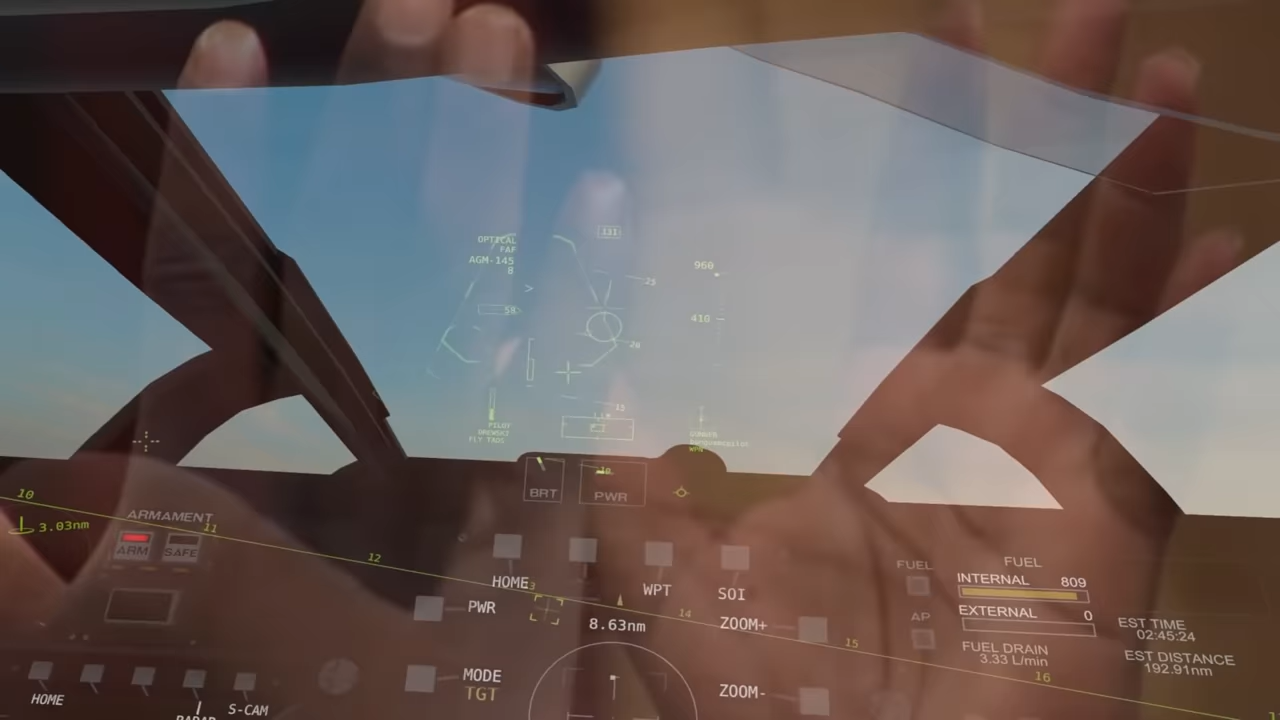 131
OPTICAL
FAF
AGM-145
8
960
25
58
410
20
15
PILOT
FLY
BRT
PWR
10
3.03nm
ARMAMENT
11
ARM SAFE
12
HOME
13
WPT
SOI
PWR
8.63nm
14
ZOOM+
15
MODE
TGT
ZOOM-
16
HOME
S-CAM
FUEL
AP
FUEL
INTERNAL 809
EXTERNAL 0
FUEL DRAIN
3.33 L/min
EST TIME
02:45:24
EST DISTANCE
192.91nm